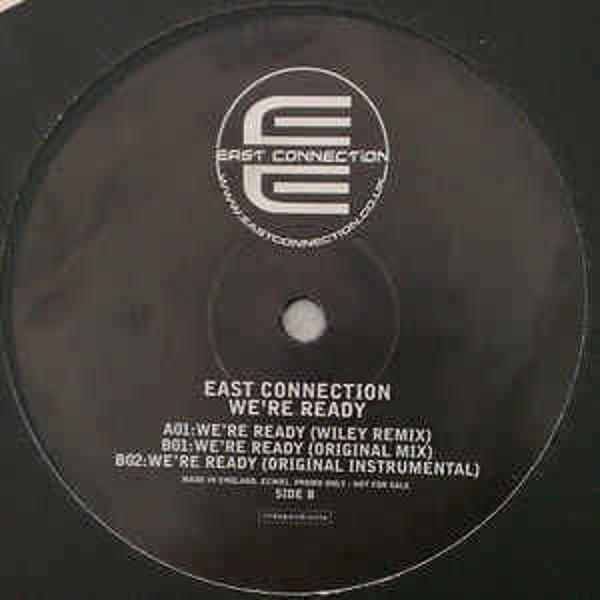 EAST CONNECTION
WWW.EASTCONNECTION.CO.UK
EAST CONNECTION
WE'RE READY
A01:WE'RE READY (WILEY REMIX)
B01:WE'RE READY (ORIGINAL MIX)
B02:WE'RE READY (ORIGINAL INSTRUMENTAL)
MADE IN ENGLAND. PROMO ONLY - NOT FOR SALE
SIDE B